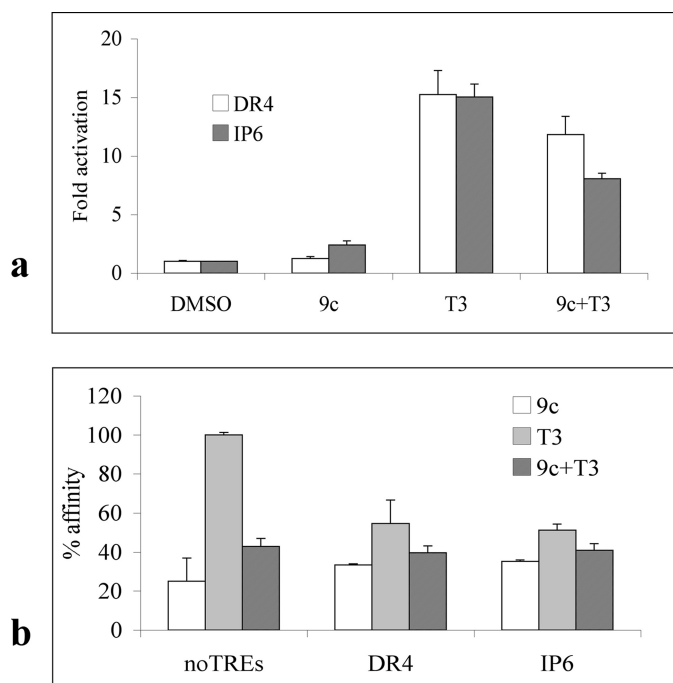 20
15
10
5
0
Fold activation
DR4
IP6
DMSO 9c T3 9c+T3
a
120
100
80
60
40
20
0
% affinity
9c
T3
9c+T3
noTREs DR4 IP6
b